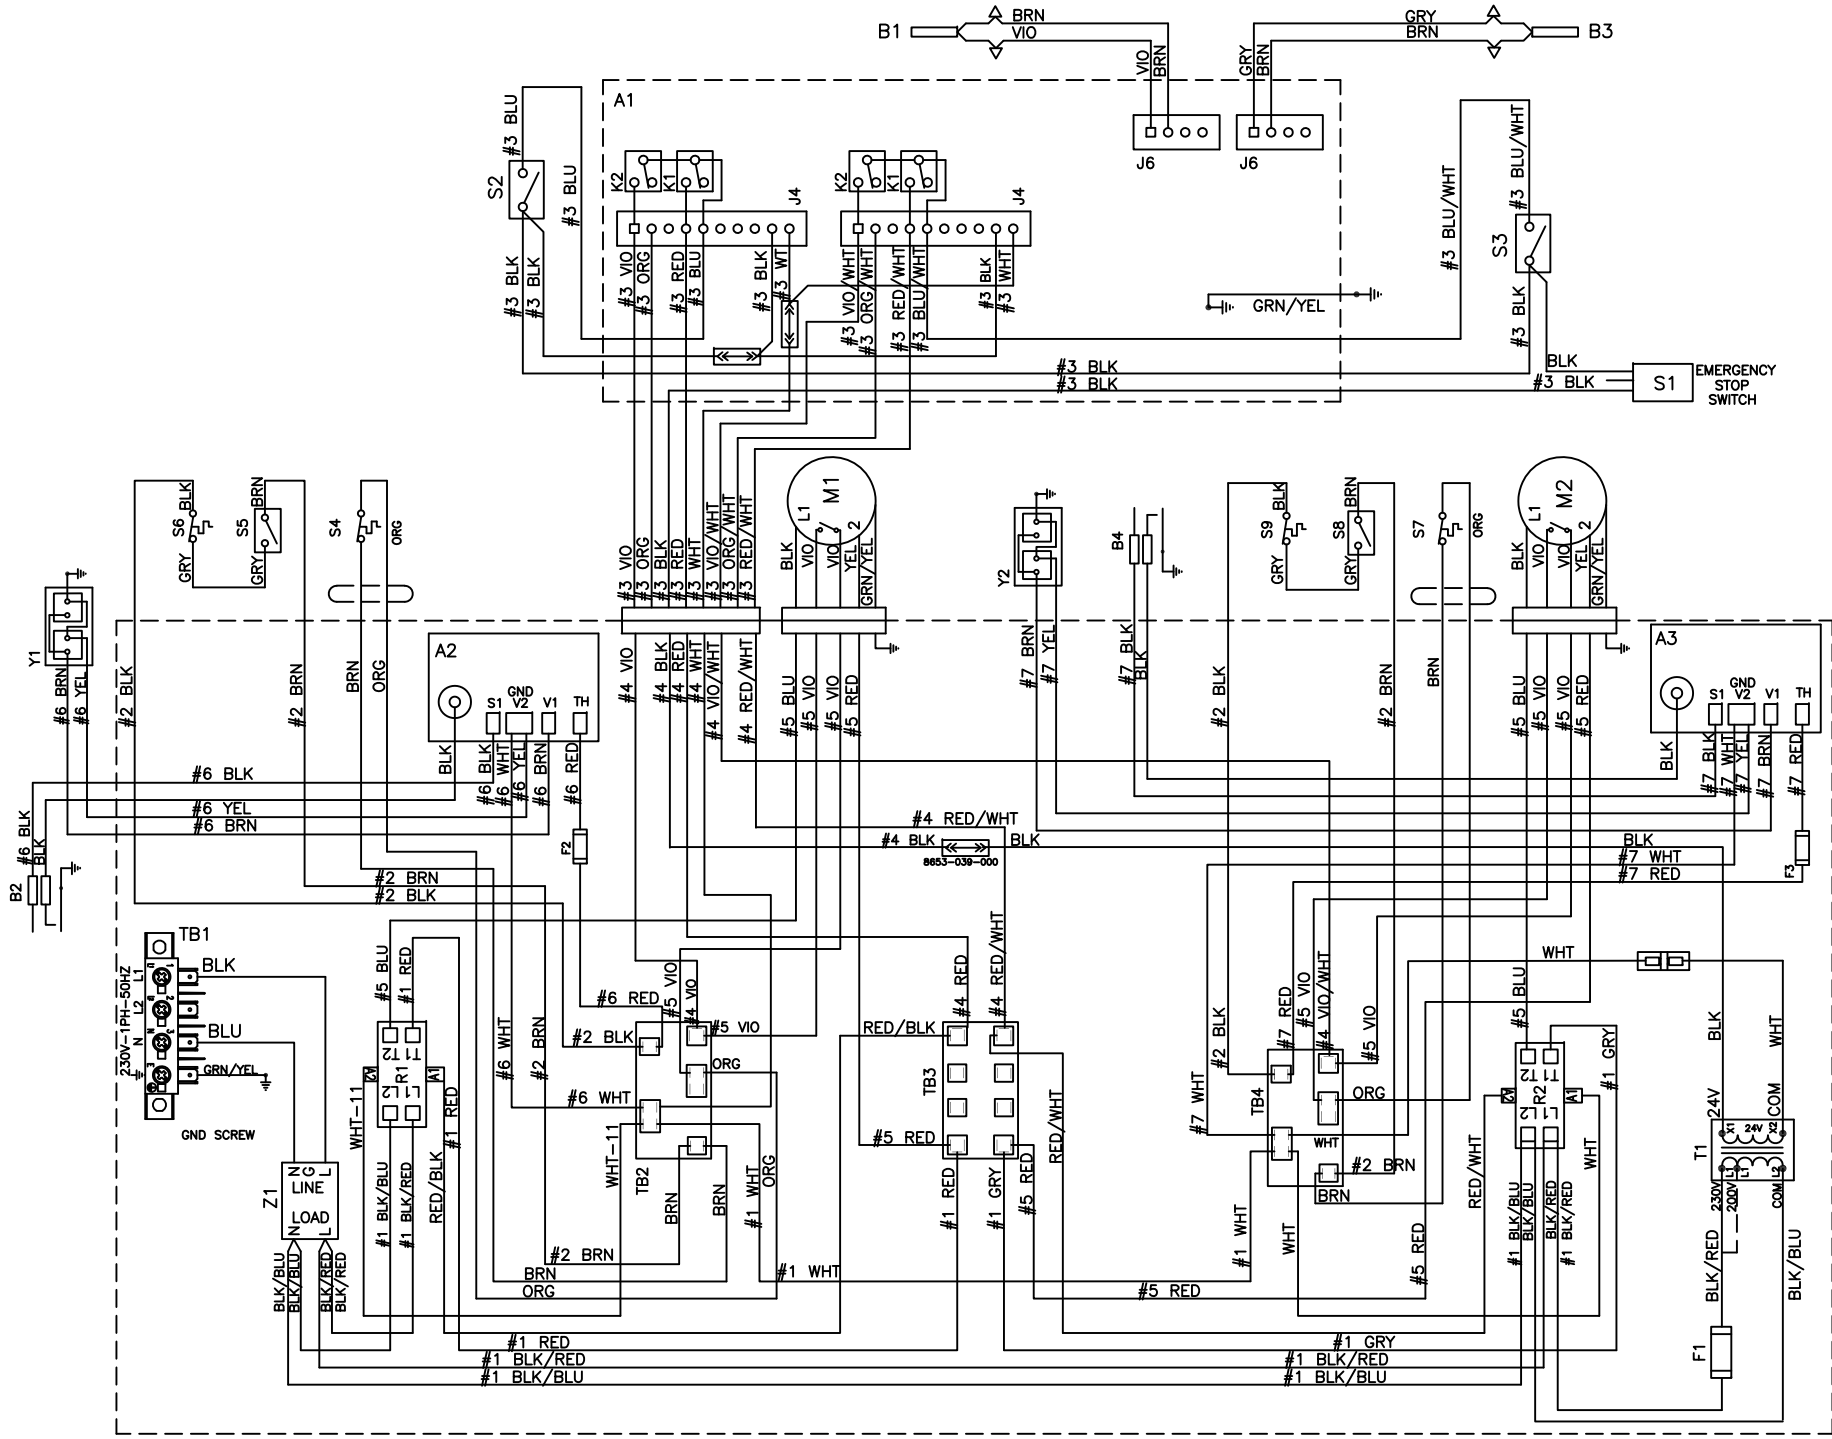 B1
BRN
VIO
GRY
BRN
B3
VIO
BRN
GRY
BRN
A1
J6
J6
#3 BLU
#3 BLU
S2
#3 BLK
#3 BLK
K2
K1
J4
K2
K1
J4
#3 VIO
#3 ORG
#3 RED
#3 BLU
#3 BLK
#3 WT
#3 VIO/WHT
#3 ORG/WHT
#3 RED/WHT
#3 BLU/WHT
#3 BLK
#3 WHT
GRN/YEL
#3 BLU/WHT
#3 BLU/WHT
S3
#3 BLK
BLK
#3 BLK
#3 BLK
#3 BLK
S1
EMERGENCY
STOP
SWITCH
S6
BLK
GRY
S5
BRN
GRY
S4
ORG
#3 VIO
#3 ORG
#3 BLK
#3 RED
#3 WHT
#3 VIO/WHT
#3 ORG/WHT
#3 RED/WHT
M1
L1
2
BLK
VIO
VIO
YEL
GRN/YEL
Y2
B4
S9
BLK
GRY
S8
BRN
GRY
S7
ORG
M2
L1
2
BLK
VIO
VIO
YEL
GRN/YEL
Y1
#6 BRN
#6 YEL
#2 BLK
#2 BRN
BRN
ORG
A2
S1
GND
V2
V1
TH
BLK
#6 BLK
#6 WHT
#6 YEL
#6 BRN
#6 RED
#4 VIO
#4 BLK
#4 RED
#4 WHT
#4 VIO/WHT
#4 RED/WHT
#5 BLU
#5 VIO
#5 VIO
#5 RED
#7 BRN
#7 YEL
#7 BLK
BLK
#2 BLK
#2 BRN
BRN
#5 BLU
#5 VIO
#5 VIO
#5 RED
A3
S1
GND
V2
V1
TH
BLK
#7 BLK
#7 WHT
#7 YEL
#7 BRN
#7 RED
#6 BLK
#6 YEL
#6 BRN
#6 BLK
BLK
B2
F2
#4 RED/WHT
#4 BLK
BLK
8653-039-000
BLK
#7 WHT
#7 RED
F3
#2 BRN
#2 BLK
TB1
BLK
BLU
GRN/YEL
L1
L2
N
230V-1PH-50HZ
1
2
3
N
E
GND SCREW
#5 BLU
#1 RED
T1 T2
R1
L1 L2
A2
A1
WHT-11
#1 RED
#1 BLK/BLU
#1 BLK/RED
RED/BLK
N G L
LINE
LOAD
N L
Z1
BLK/BLU
BLK/BLU
BLK/RED
BLK/RED
#6 WHT
#2 BRN
#6 RED
#2 BLK
#6 WHT
#5 VIO
#4 VIO
#5 VIO
ORG
WHT-11
TB2
BRN
BRN
#1 WHT
ORG
#2 BRN
BRN
ORG
#1 WHT
RED/BLK
#4 RED
#4 RED/WHT
TB3
#5 RED
#1 RED
#1 GRY
#5 RED
RED/WHT
#5 RED
#7 WHT
#2 BLK
#7 RED
#5 VIO
#4 VIO/WHT
#5 VIO
ORG
TB4
WHT
#2 BRN
BRN
#1 WHT
WHT
#5 RED
WHT
#5 BLU
#1 GRY
T1 T2
R2
L1 L2
A2
A1
RED/WHT
#1 BLK/BLU
BLK/BLU
BLK/RED
#1 BLK/RED
WHT
BLK
WHT
24V
COM
X1
24V
X2
T1
L1
L1
L2
230V
200V
COM
BLK/RED
BLK/BLU
F1
#1 RED
#1 BLK/RED
#1 BLK/BLU
#1 GRY
#1 BLK/RED
#1 BLK/BLU